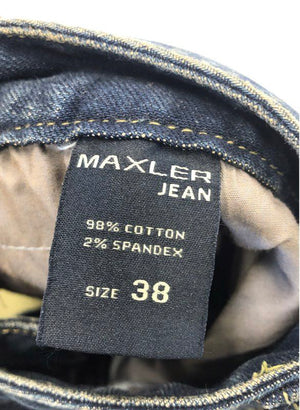 MAXLER
JEAN
98% COTTON
2% SPANDEX
SIZE 38